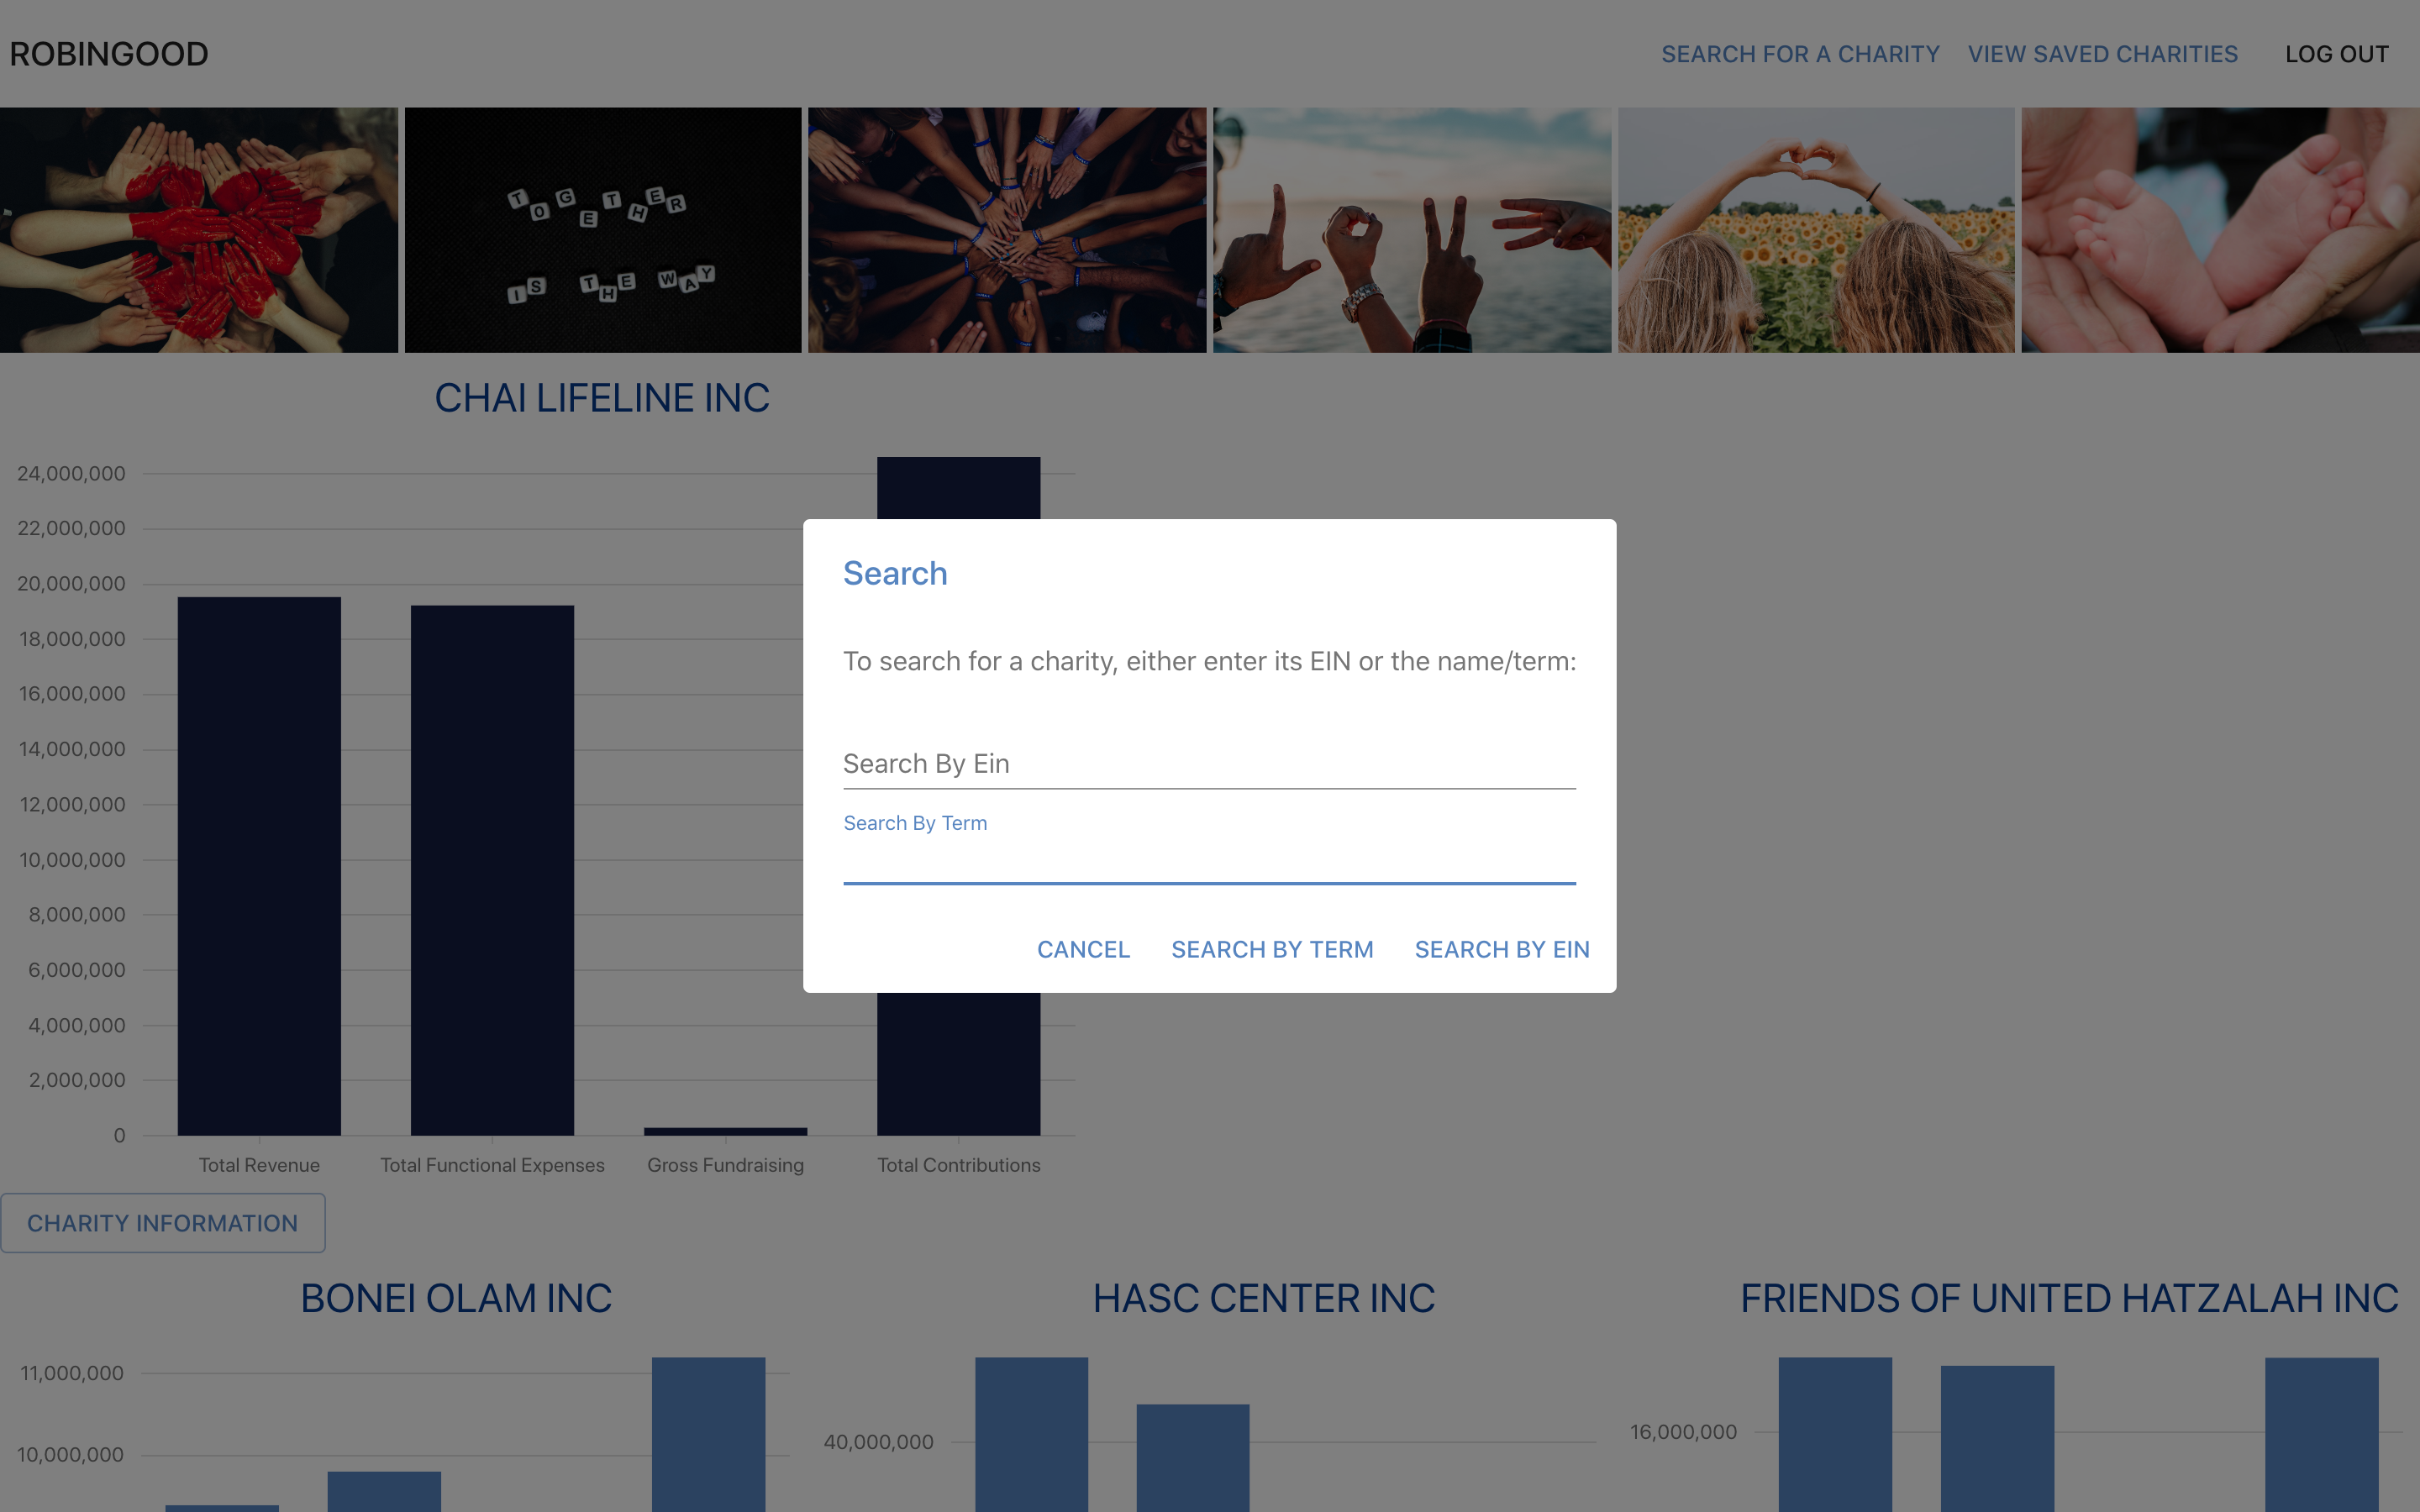 ROBINGOOD
SEARCH FOR A CHARITY VIEW SAVED CHARITIES LOG OUT
TOGETHER
IS THE WAY
CHAI LIFELINE INC
24,000,000
22,000,000
20,000,000
18,000,000
16,000,000
14,000,000
12,000,000
10,000,000
8,000,000
6,000,000
4,000,000
2,000,000
0
Total Revenue Total Functional Expenses Gross Fundraising Total Contributions
Search
To search for a charity, either enter its EIN or the name/term:
Search By Ein
Search By Term
CANCEL SEARCH BY TERM SEARCH BY EIN
CHARITY INFORMATION
BONEI OLAM INC
11,000,000
10,000,000
HASC CENTER INC
40,000,000
FRIENDS OF UNITED HATZALAH INC
16,000,000